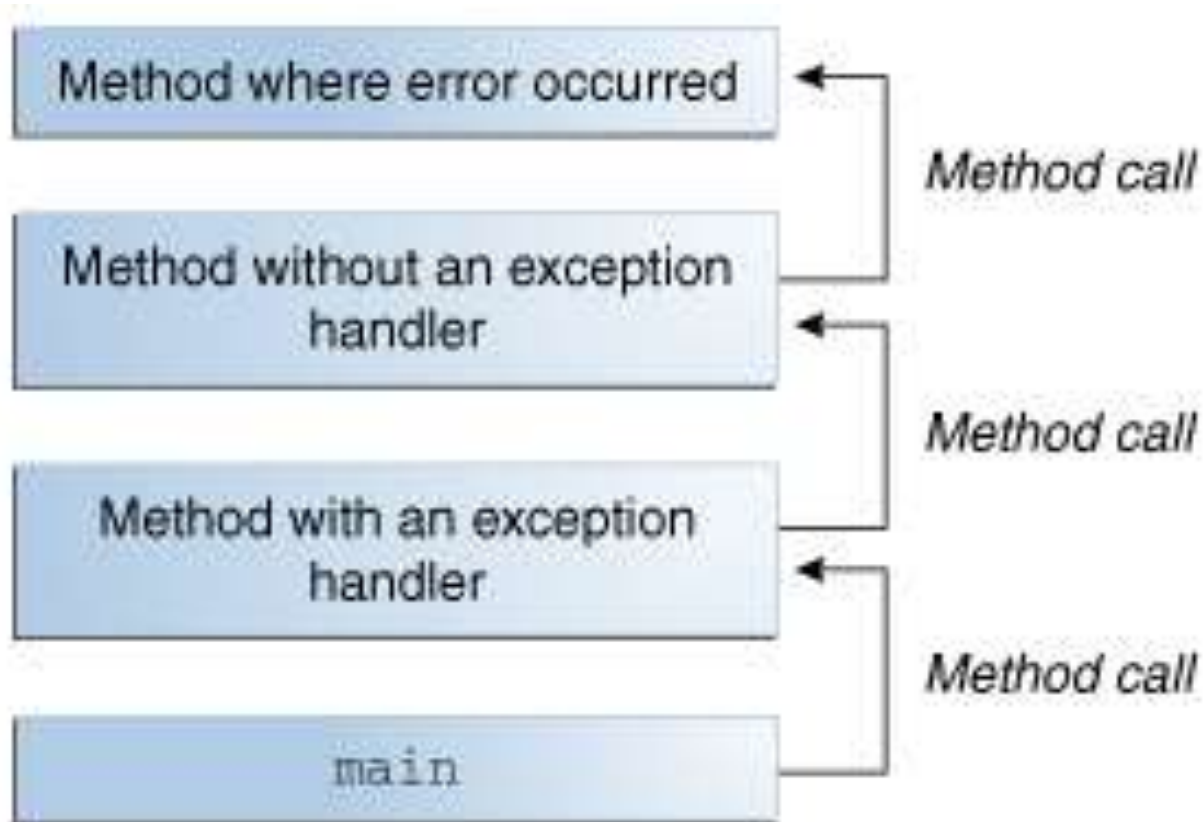 Method where error occurred
Method call
Method without an exception
handler
Method call
Method with an exception
handler
Method call
main